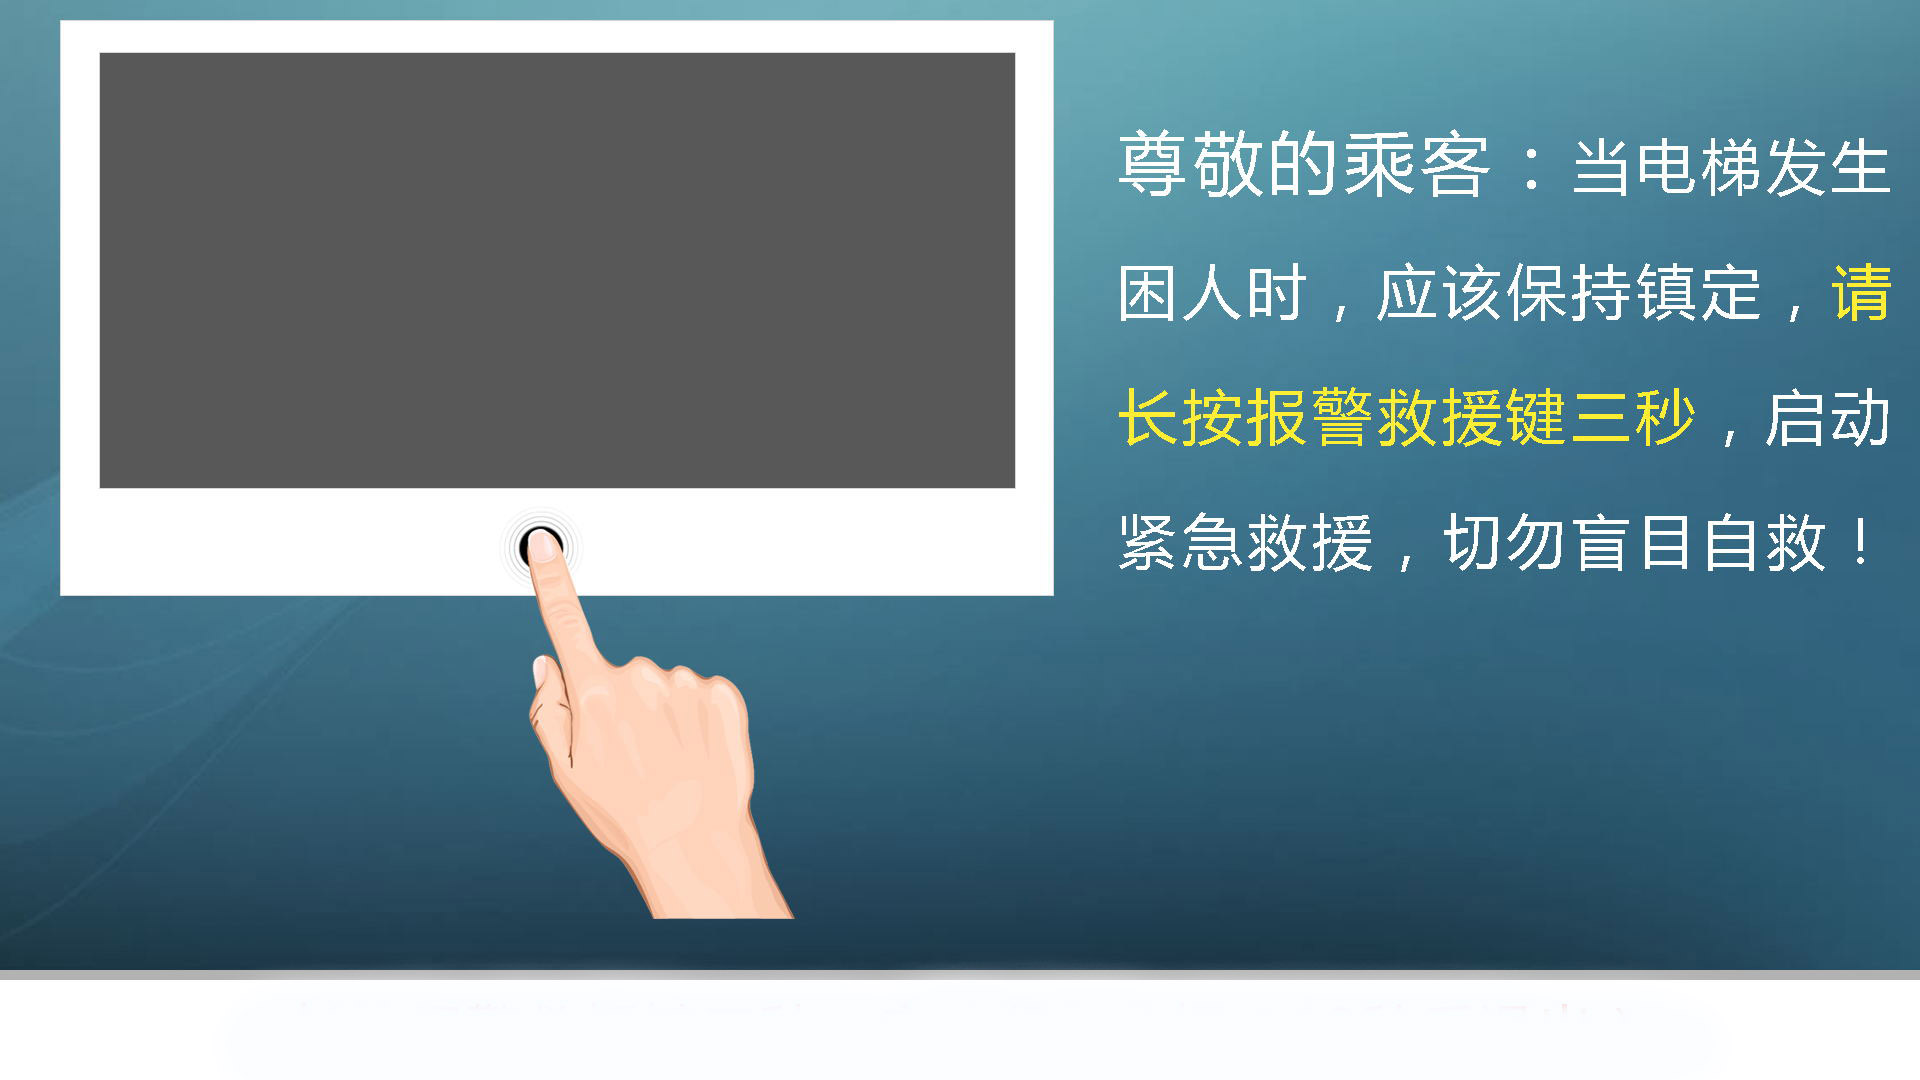 尊敬的乘客：当电梯发生
困人时，应该保持镇定，请
长按报警救援键三秒，启动
紧急救援，切勿盲目自救！